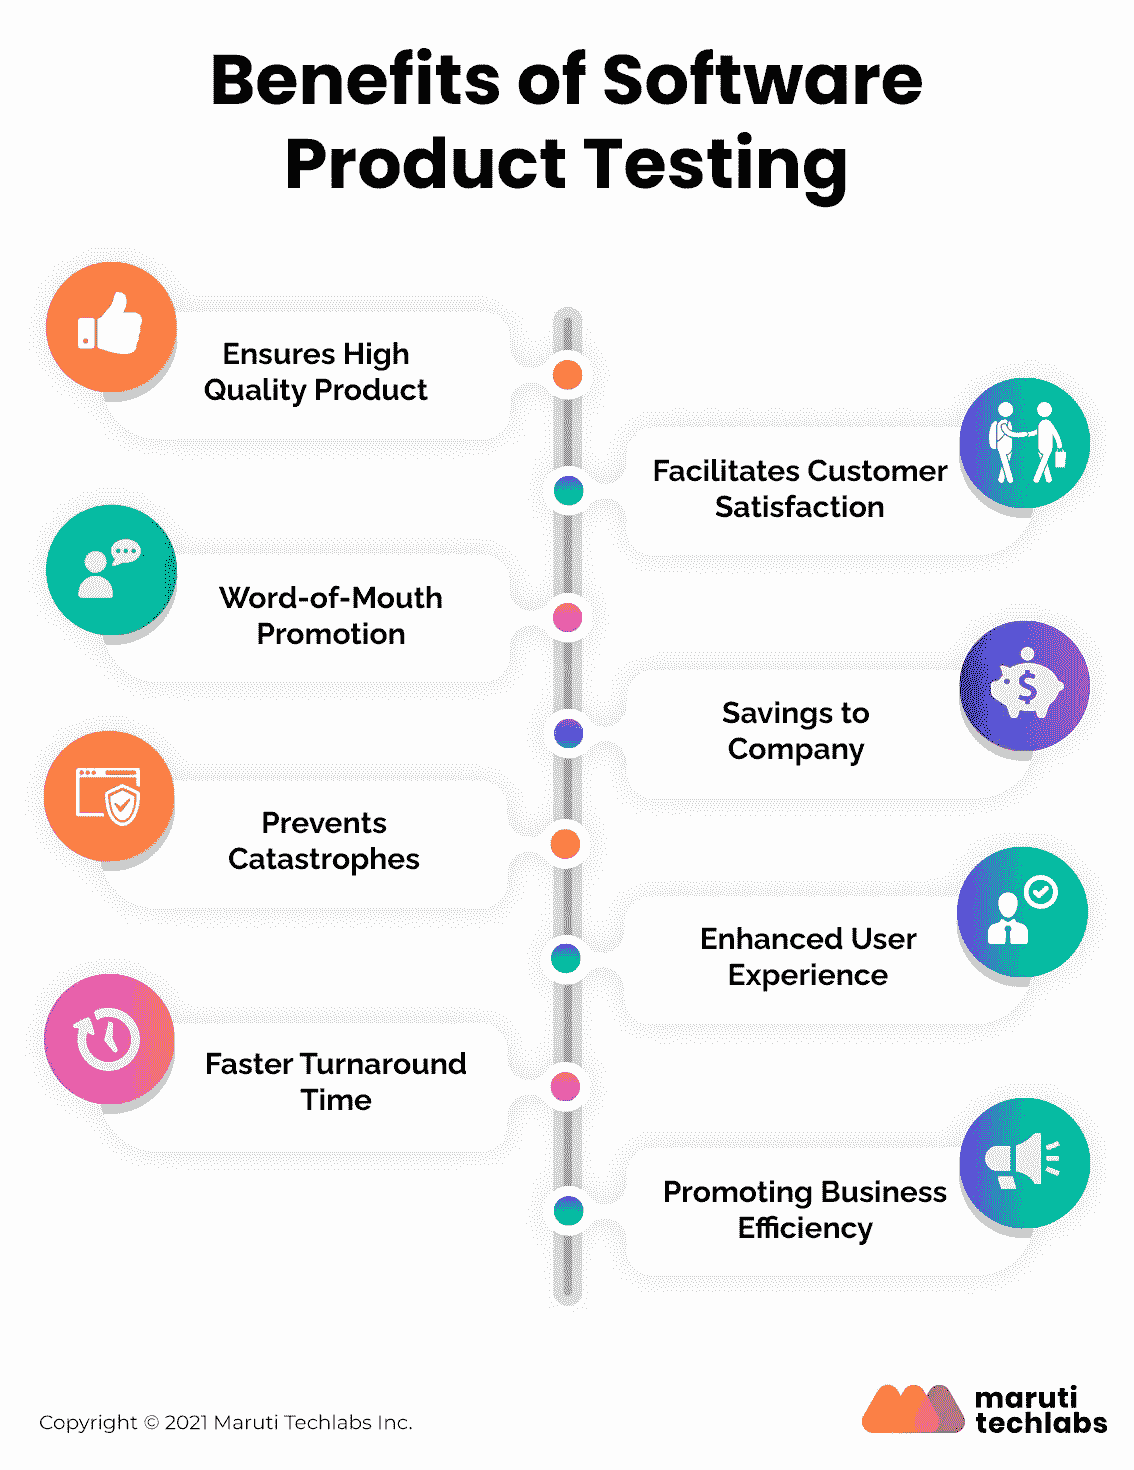 Benefits of Software
Product Testing
Ensures High
Quality Product
Facilitates Customer
Satisfaction
Word-of-Mouth
Promotion
$
Savings to
Company
Prevents
Catastrophes
Enhanced User
Experience
Faster Turnaround
Time
Promoting Business
Efficiency
Copyright © 2021 Maruti Techlabs Inc.
maruti
techlabs